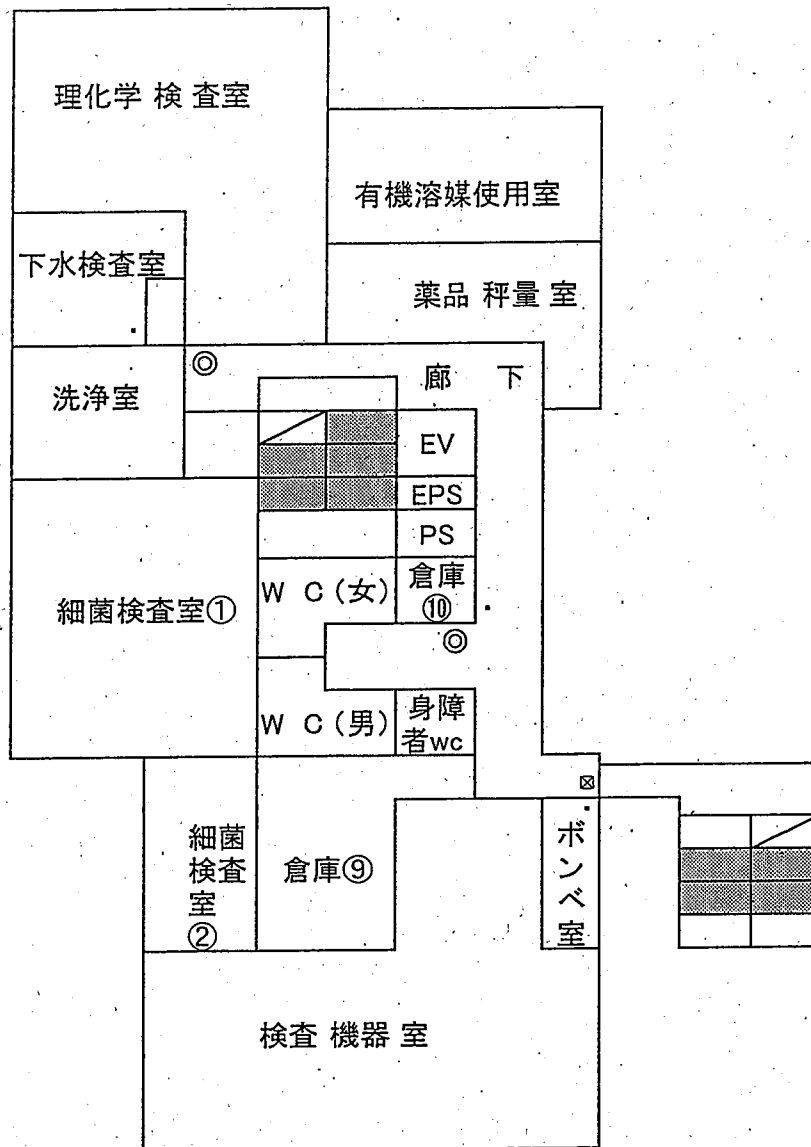 理化学 検 査室
有機溶媒使用室
下水検査室
薬品 秤量 室
◎
廊 下
洗浄室
EV
EPS
PS
W C(女)
倉庫
⑩
細菌検査室①
◎
W C(男)
身障
者wc
細菌
検査
室
②
倉庫⑨
ボンベ室
検査 機器 室